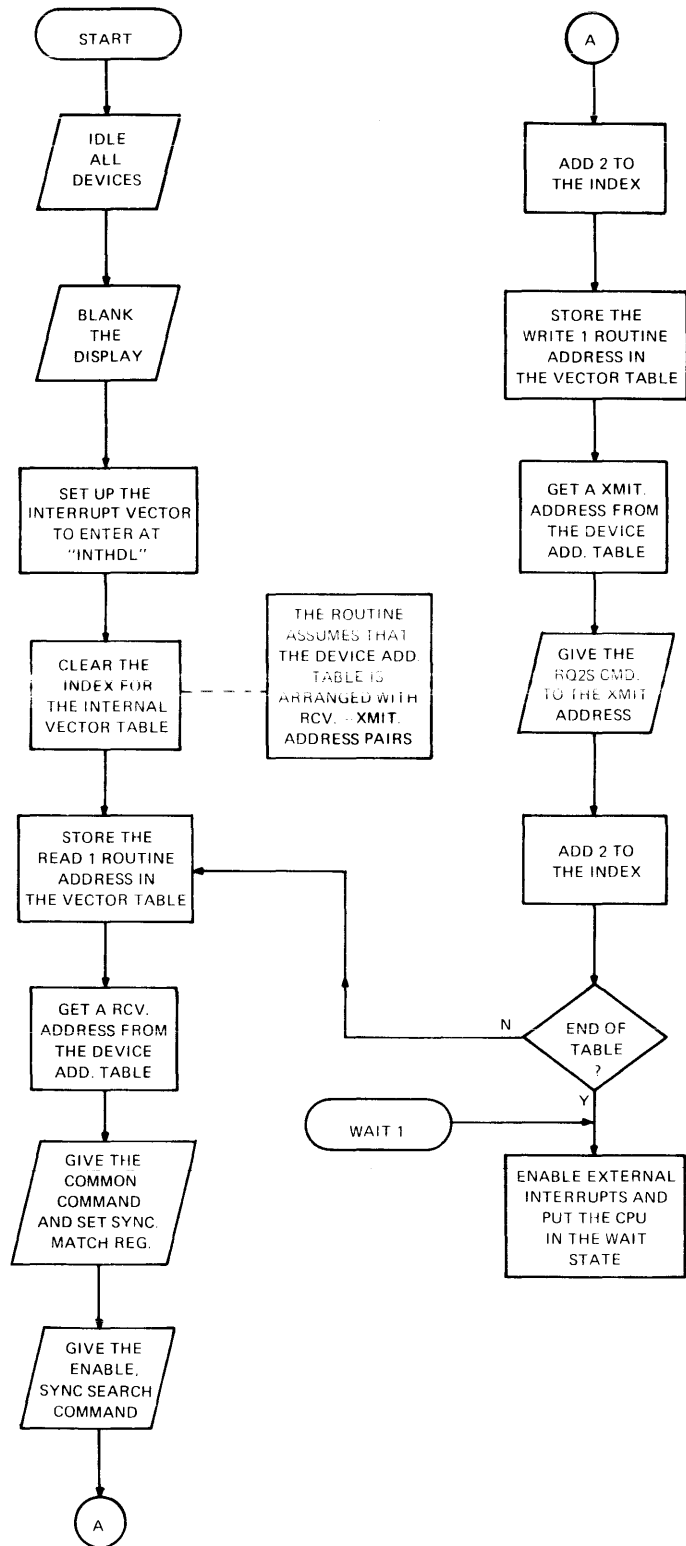 START
IDLE
ALL
DEVICES
BLANK
THE
DISPLAY
SET UP THE
INTERRUPT VECTOR
TO ENTER AT
"INTHDL"
CLEAR THE
INDEX FOR
THE INTERNAL
VECTOR TABLE
THE ROUTINE
ASSUMES THAT
THE DEVICE ADD.
TABLE IS
ARRANGED WITH
RCV. - XMIT.
ADDRESS PAIRS
STORE THE
READ 1 ROUTINE
ADDRESS IN
THE VECTOR TABLE
GET A RCV.
ADDRESS FROM
THE DEVICE
ADD. TABLE
GIVE THE
COMMON
COMMAND
AND SET SYNC.
MATCH REG.
GIVE THE
ENABLE,
SYNC SEARCH
COMMAND
A
A
ADD 2 TO
THE INDEX
STORE THE
WRITE 1 ROUTINE
ADDRESS IN
THE VECTOR TABLE
GET A XMIT.
ADDRESS FROM
THE DEVICE
ADD. TABLE
GIVE THE
RQ2S CMD.
TO THE XMIT
ADDRESS
ADD 2 TO
THE INDEX
N
END OF
TABLE
?
Y
WAIT 1
ENABLE EXTERNAL
INTERRUPTS AND
PUT THE CPU
IN THE WAIT
STATE